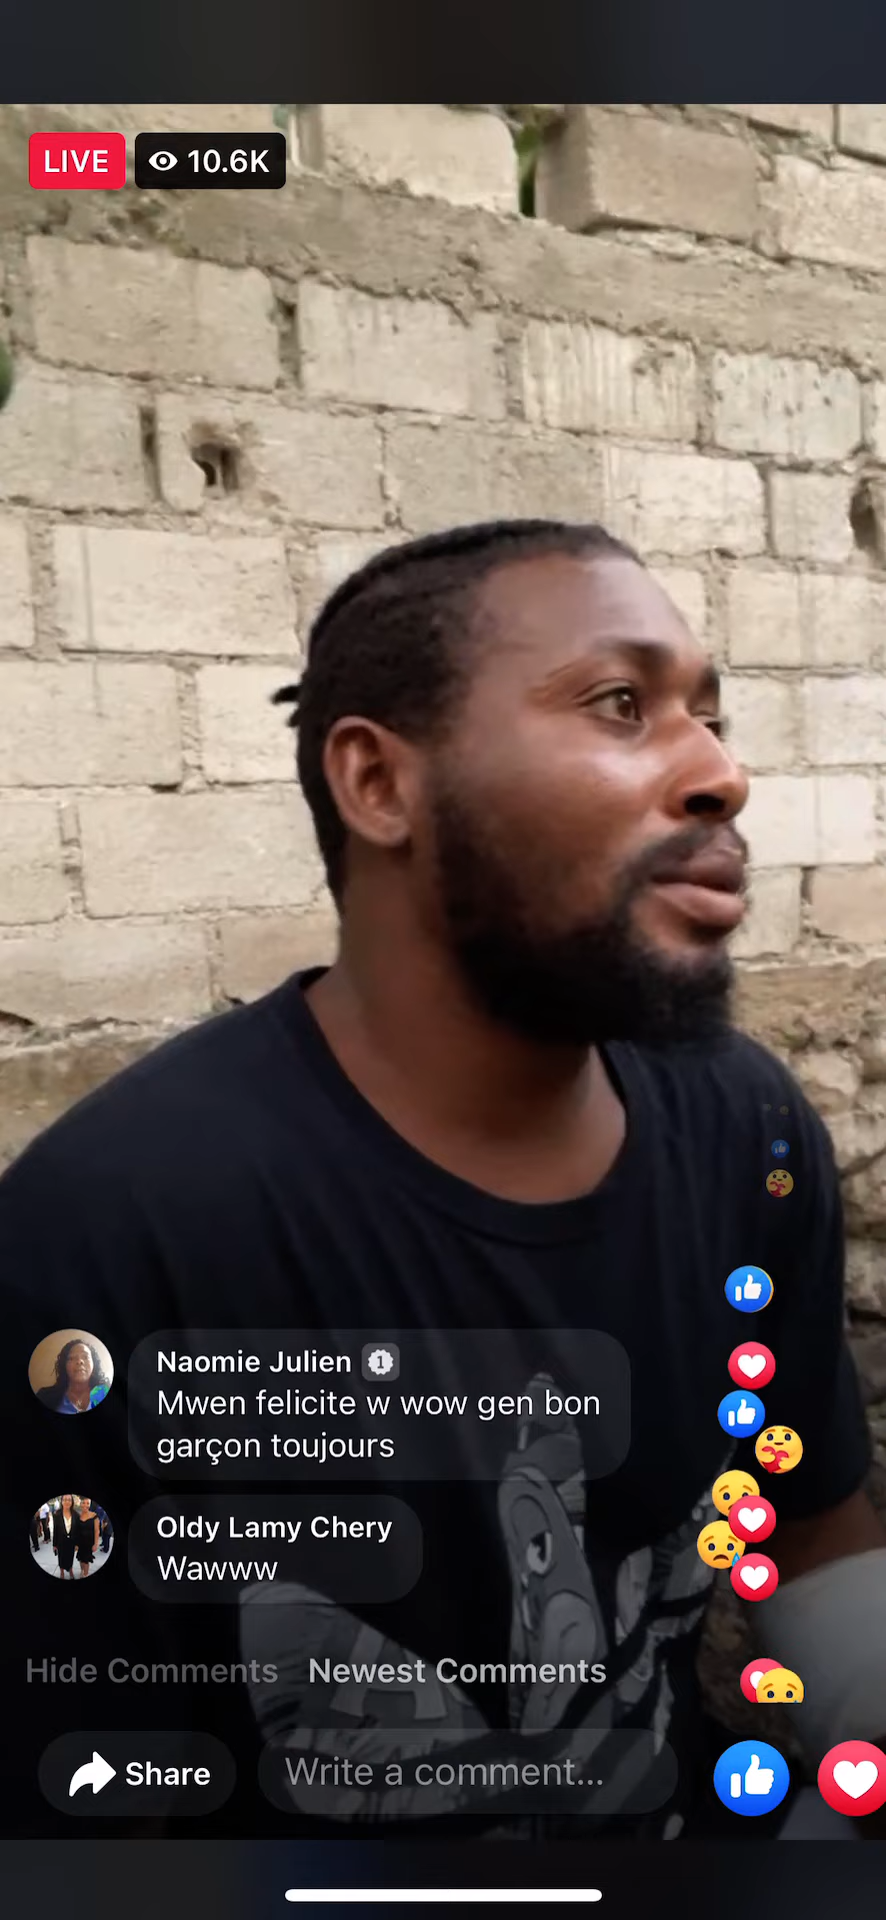 LIVE 10.6K
Naomie Julien 1
Mwen felicite w wow gen bon
garçon toujours
Oldy Lamy Chery
Wawww
Hide Comments Newest Comments
Share Write a comment...